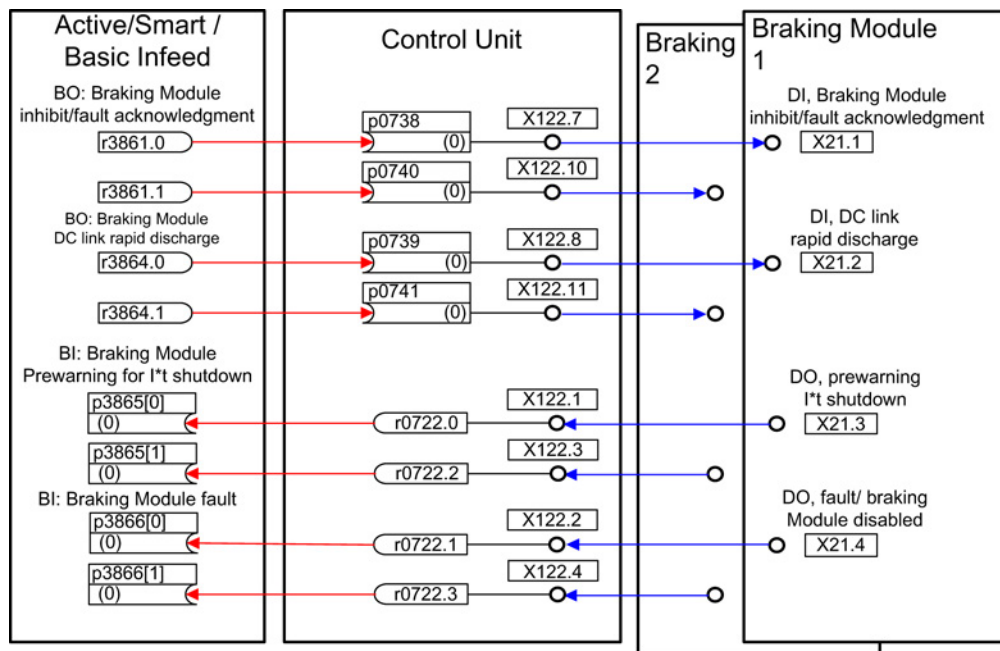 Active/Smart /
Basic Infeed
BO: Braking Module
inhibit/fault acknowledgment
r3861.0
r3861.1
BO: Braking Module
DC link rapid discharge
r3864.0
r3864.1
BI: Braking Module
Prewarning for I*t shutdown
p3865[0]
(0)
p3865[1]
(0)
BI: Braking Module fault
p3866[0]
(0)
p3866[1]
(0)
Control Unit
p0738
(0)
X122.7
p0740
(0)
X122.10
p0739
(0)
X122.8
p0741
(0)
X122.11
X122.1
r0722.0
X122.3
r0722.2
X122.2
r0722.1
X122.4
r0722.3
Braking
2
Braking Module
1
DI, Braking Module
inhibit/fault acknowledgment
X21.1
DI, DC link
rapid discharge
X21.2
DO, prewarning
I*t shutdown
X21.3
DO, fault/ braking
Module disabled
X21.4